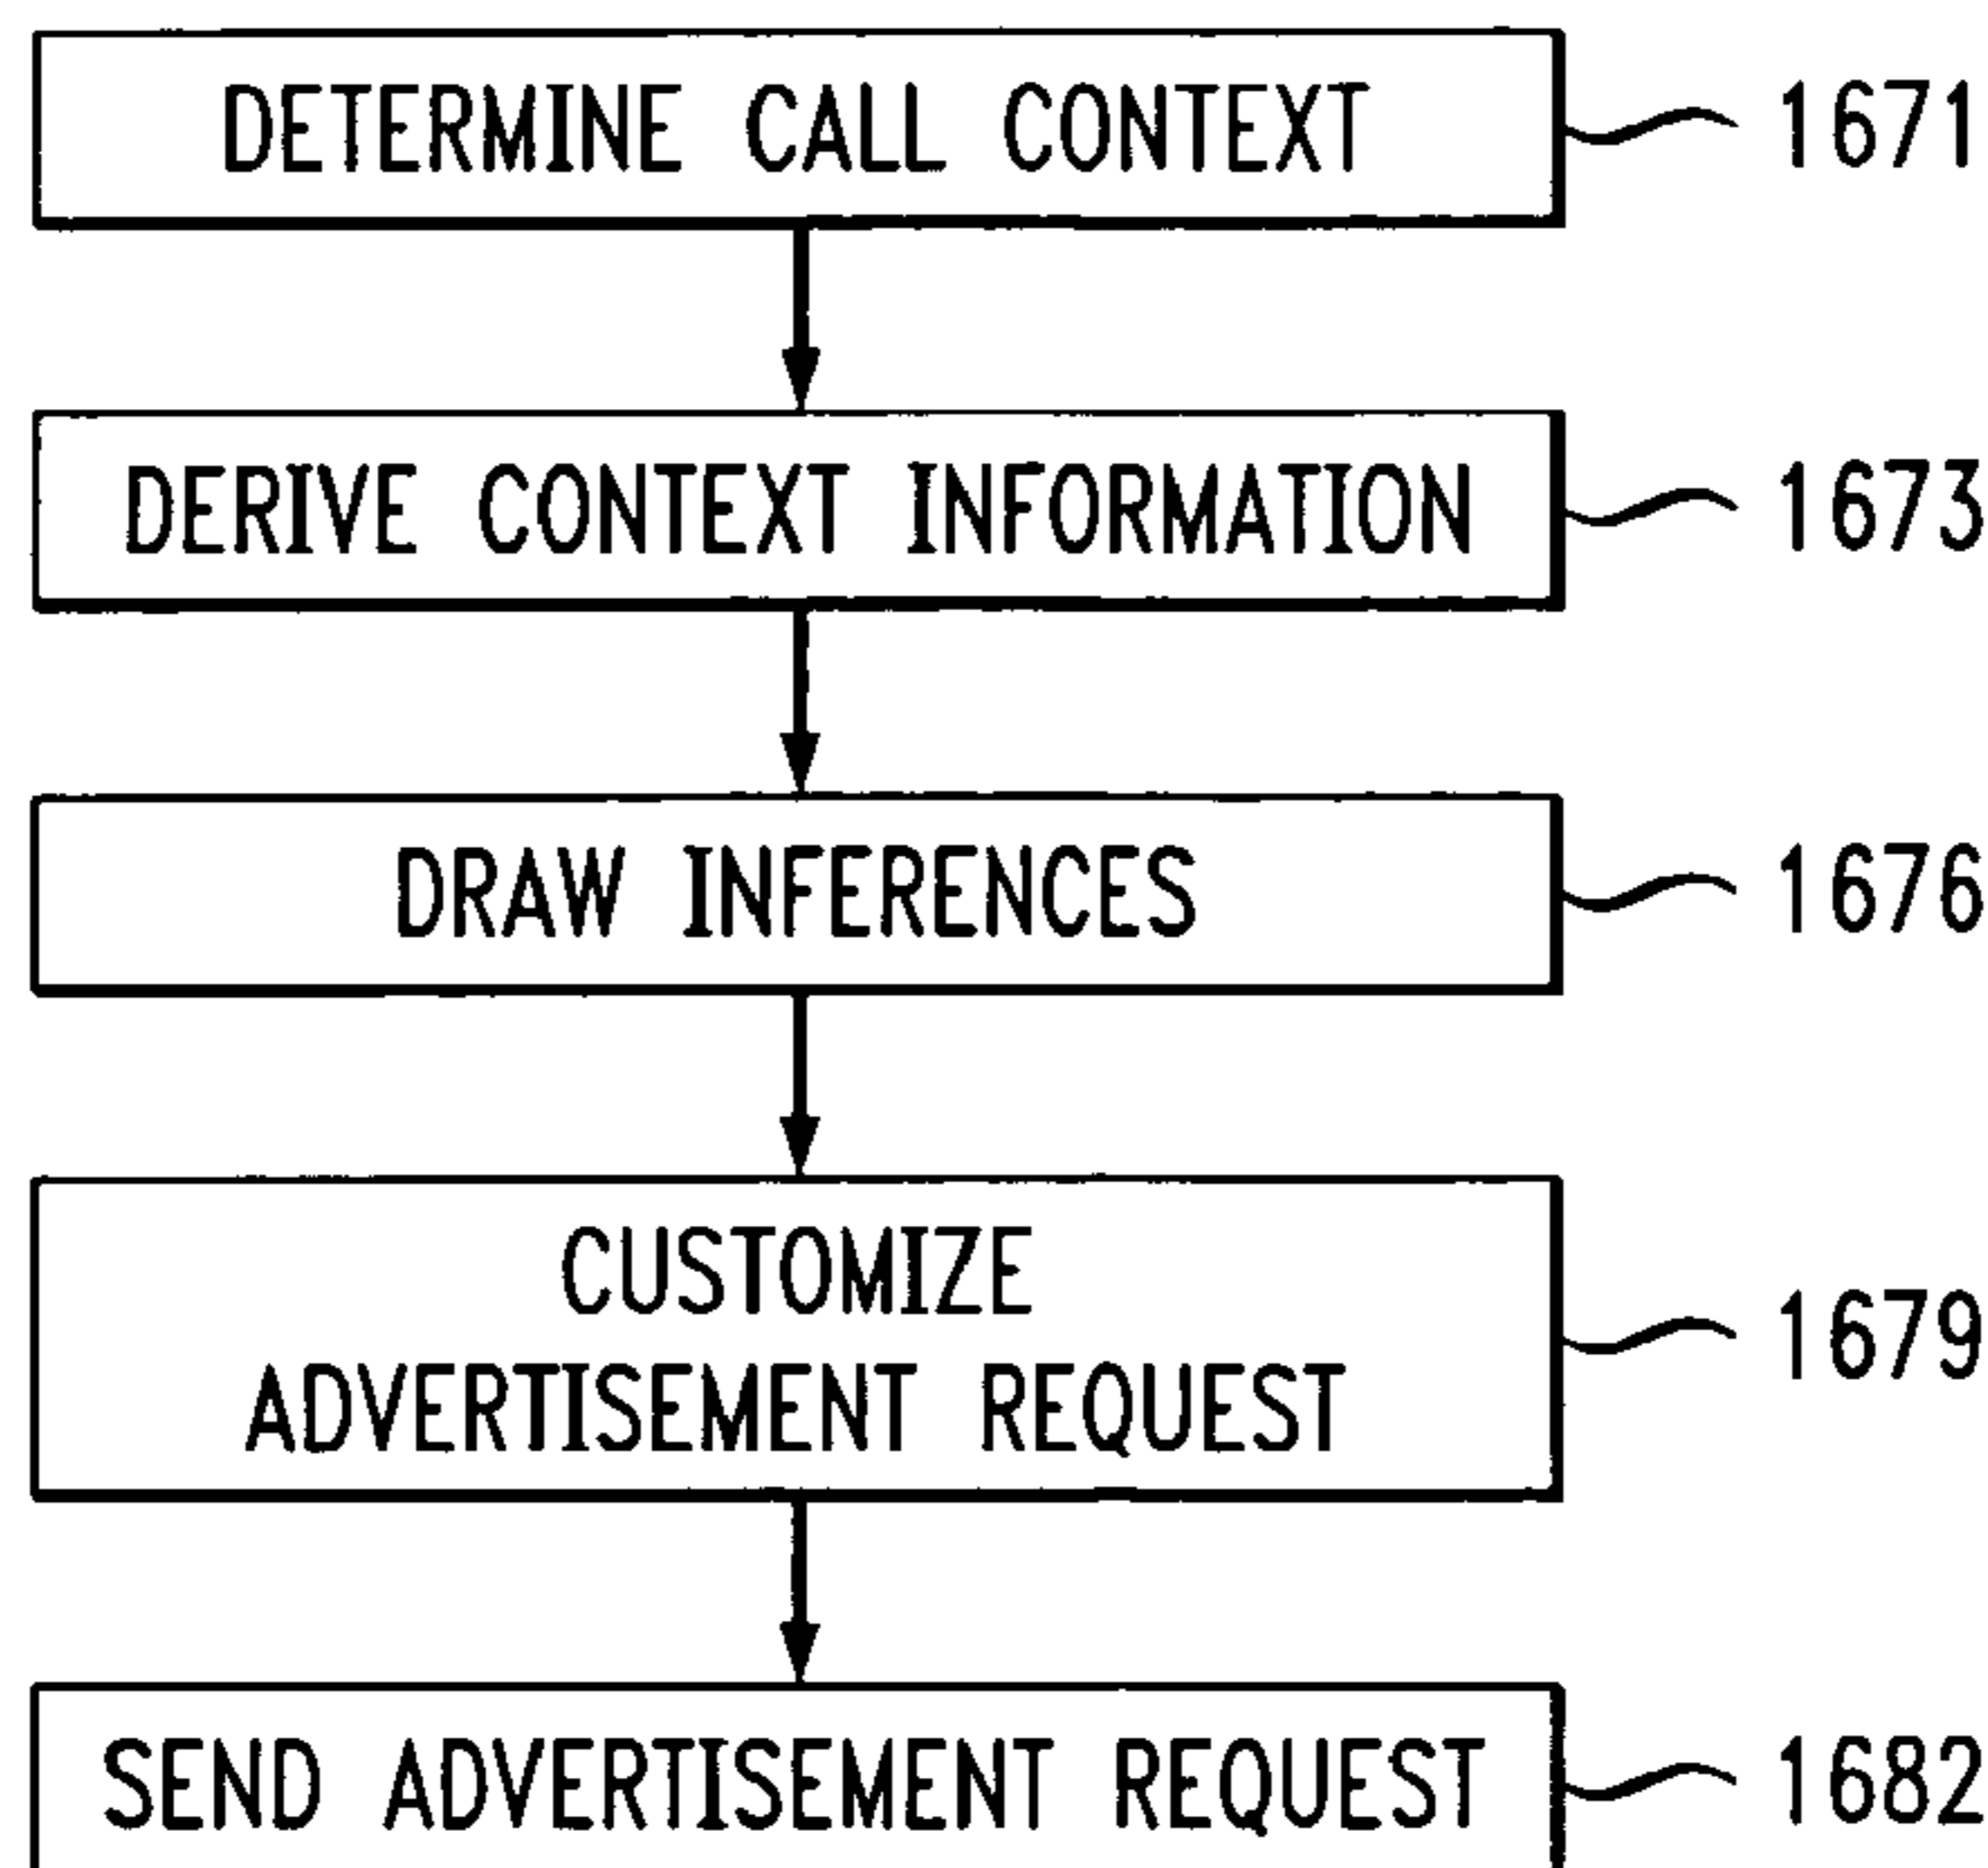 DETERMINE CALL CONTEXT
1671
DERIVE CONTEXT INFORMATION
1673
DRAW INFERENCES
1676
CUSTOMIZE
ADVERTISEMENT REQUEST
1679
SEND ADVERTISEMENT REQUEST
1682